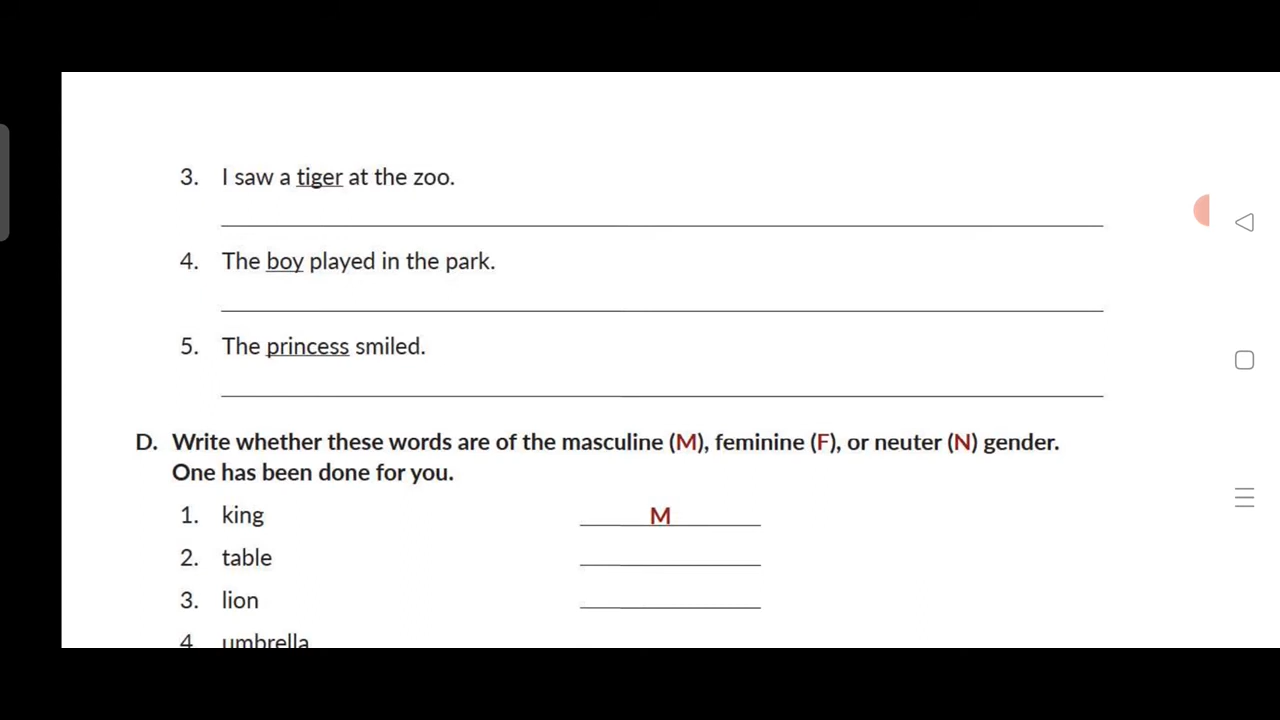 3. I saw a tiger at the zoo.
4. The boy played in the park.
5. The princess smiled.
D. Write whether these words are of the masculine (M), feminine (F), or neuter (N) gender.
One has been done for you.
1. king M
2. table
3. lion
4 umbrella